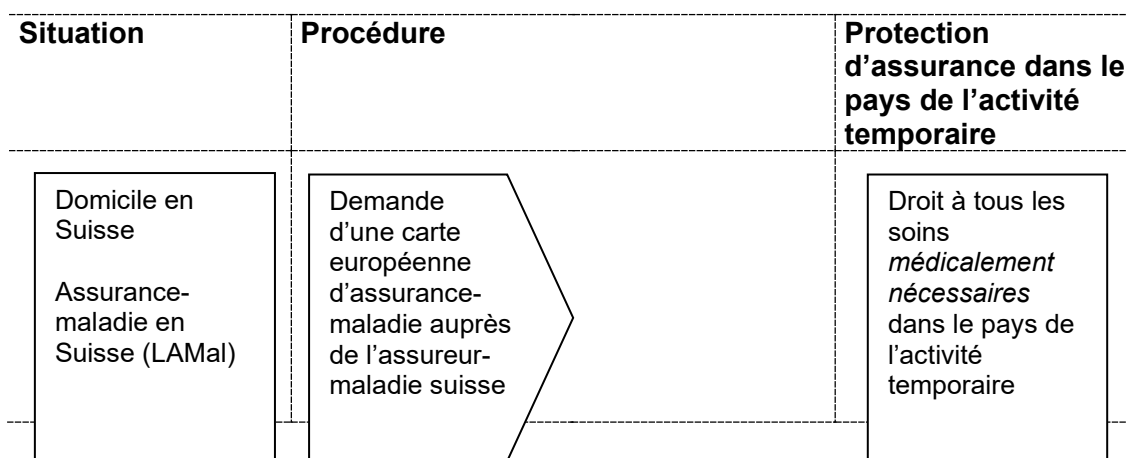 Situation
Procédure
Protection
d’assurance dans le
pays de l’activité
temporaire
Domicile en
Suisse
Assurance-
maladie en
Suisse (LAMal)
Demande
d’une carte
européenne
d’assurance-
maladie auprès
de l’assureur-
maladie suisse
Droit à tous les
soins
médicalement
nécessaires
dans le pays de
l’activité
temporaire